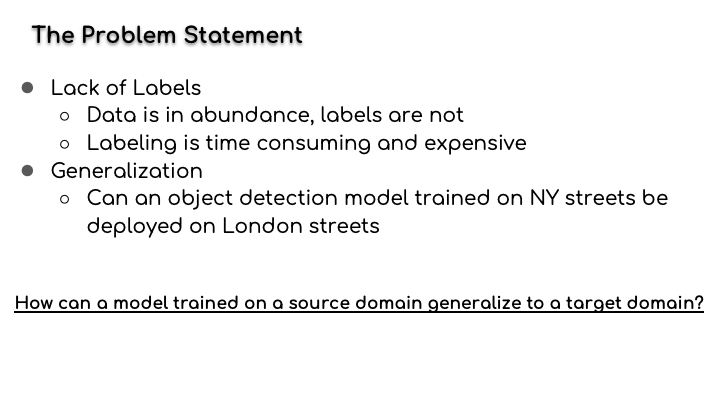 The Problem Statement
● Lack of Labels
○ Data is in abundance, labels are not
○ Labeling is time consuming and expensive
● Generalization
○ Can an object detection model trained on NY streets be
deployed on London streets
How can a model trained on a source domain generalize to a target domain?